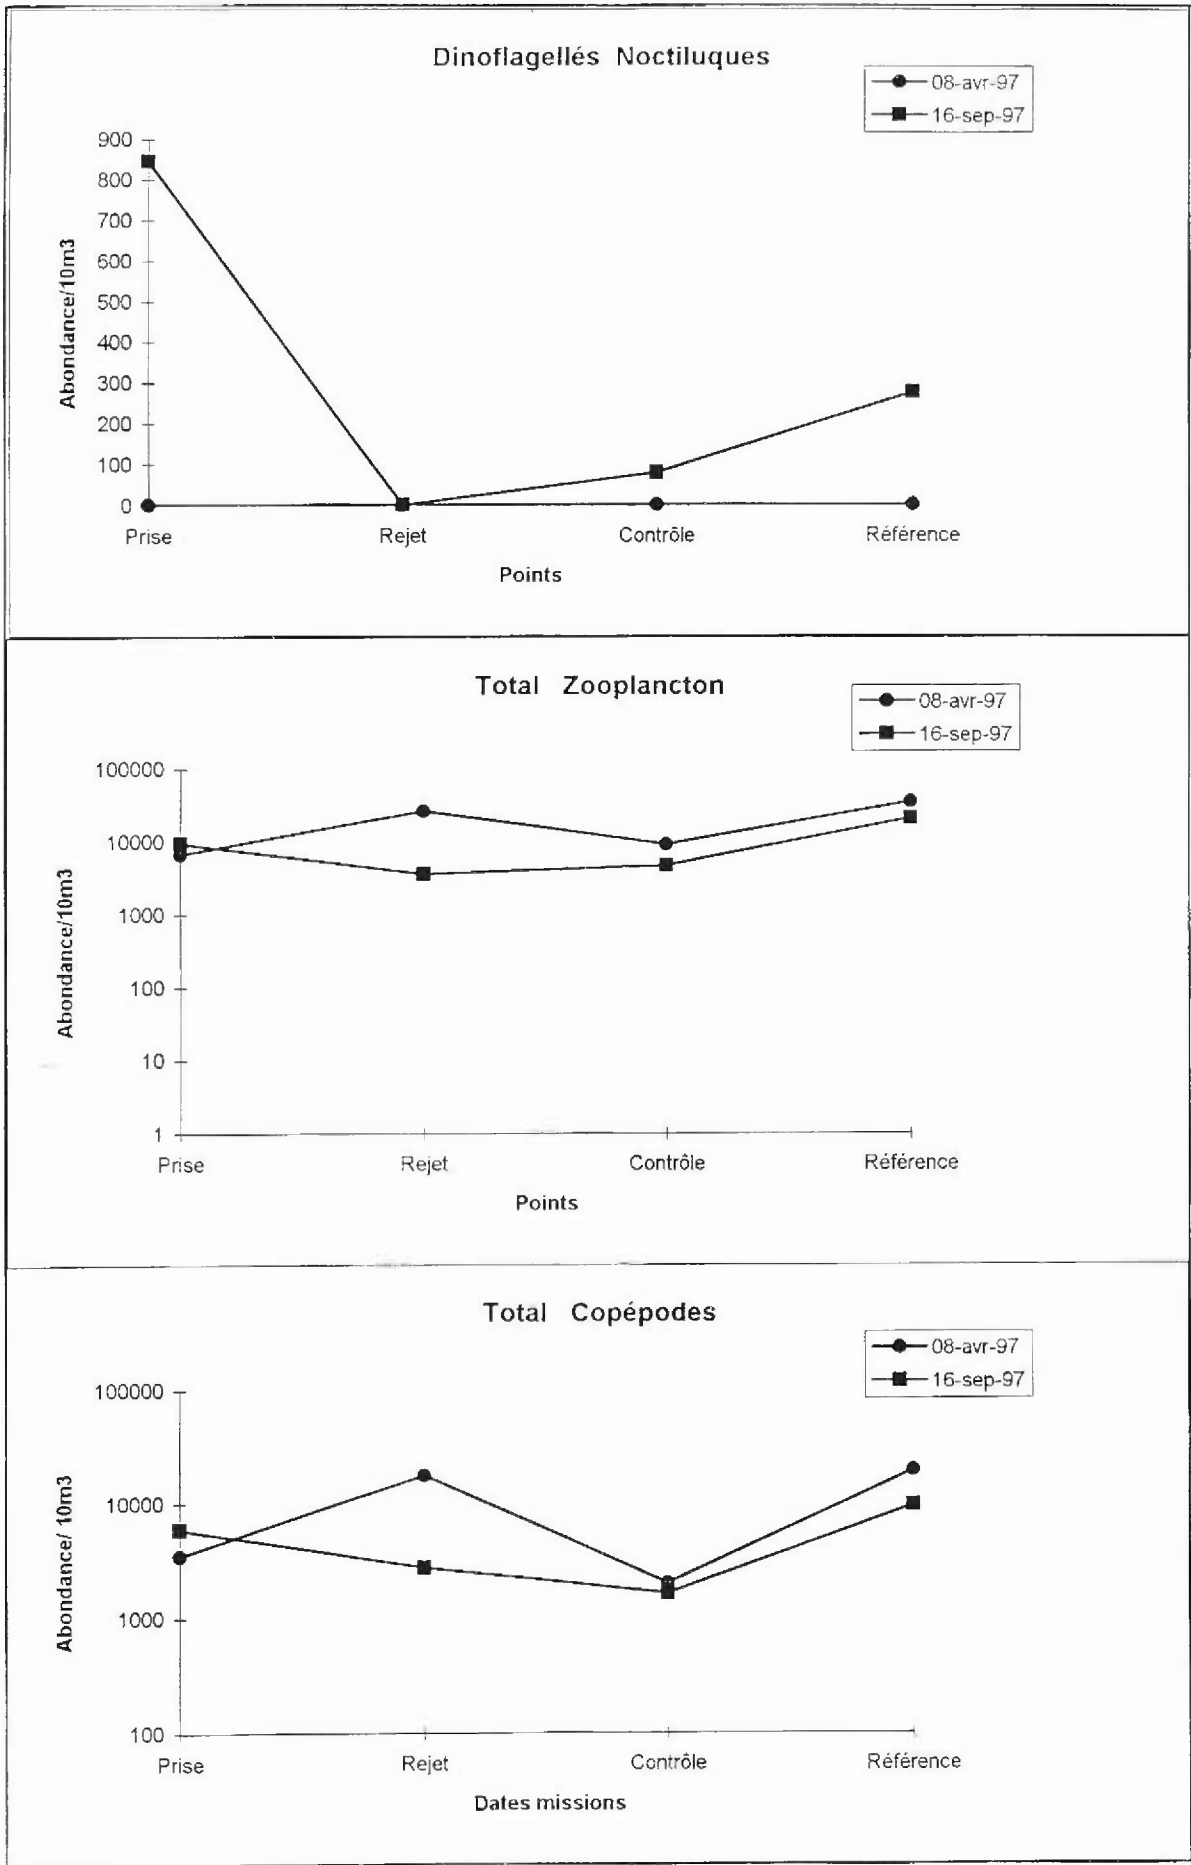 Dinoflagellés Noctiluques
08-avr-97
16-sep-97
900
800
700
600
500
400
300
200
100
0
Abondance/10m3
Prise Rejet Contrôle Référence
Points
Total Zooplancton
08-avr-97
16-sep-97
100000
10000
1000
100
10
1
Abondance/10m3
Prise Rejet Contrôle Référence
Points
Total Copépodes
08-avr-97
16-sep-97
100000
10000
1000
100
Abondance/ 10m3
Prise Rejet Contrôle Référence
Dates missions